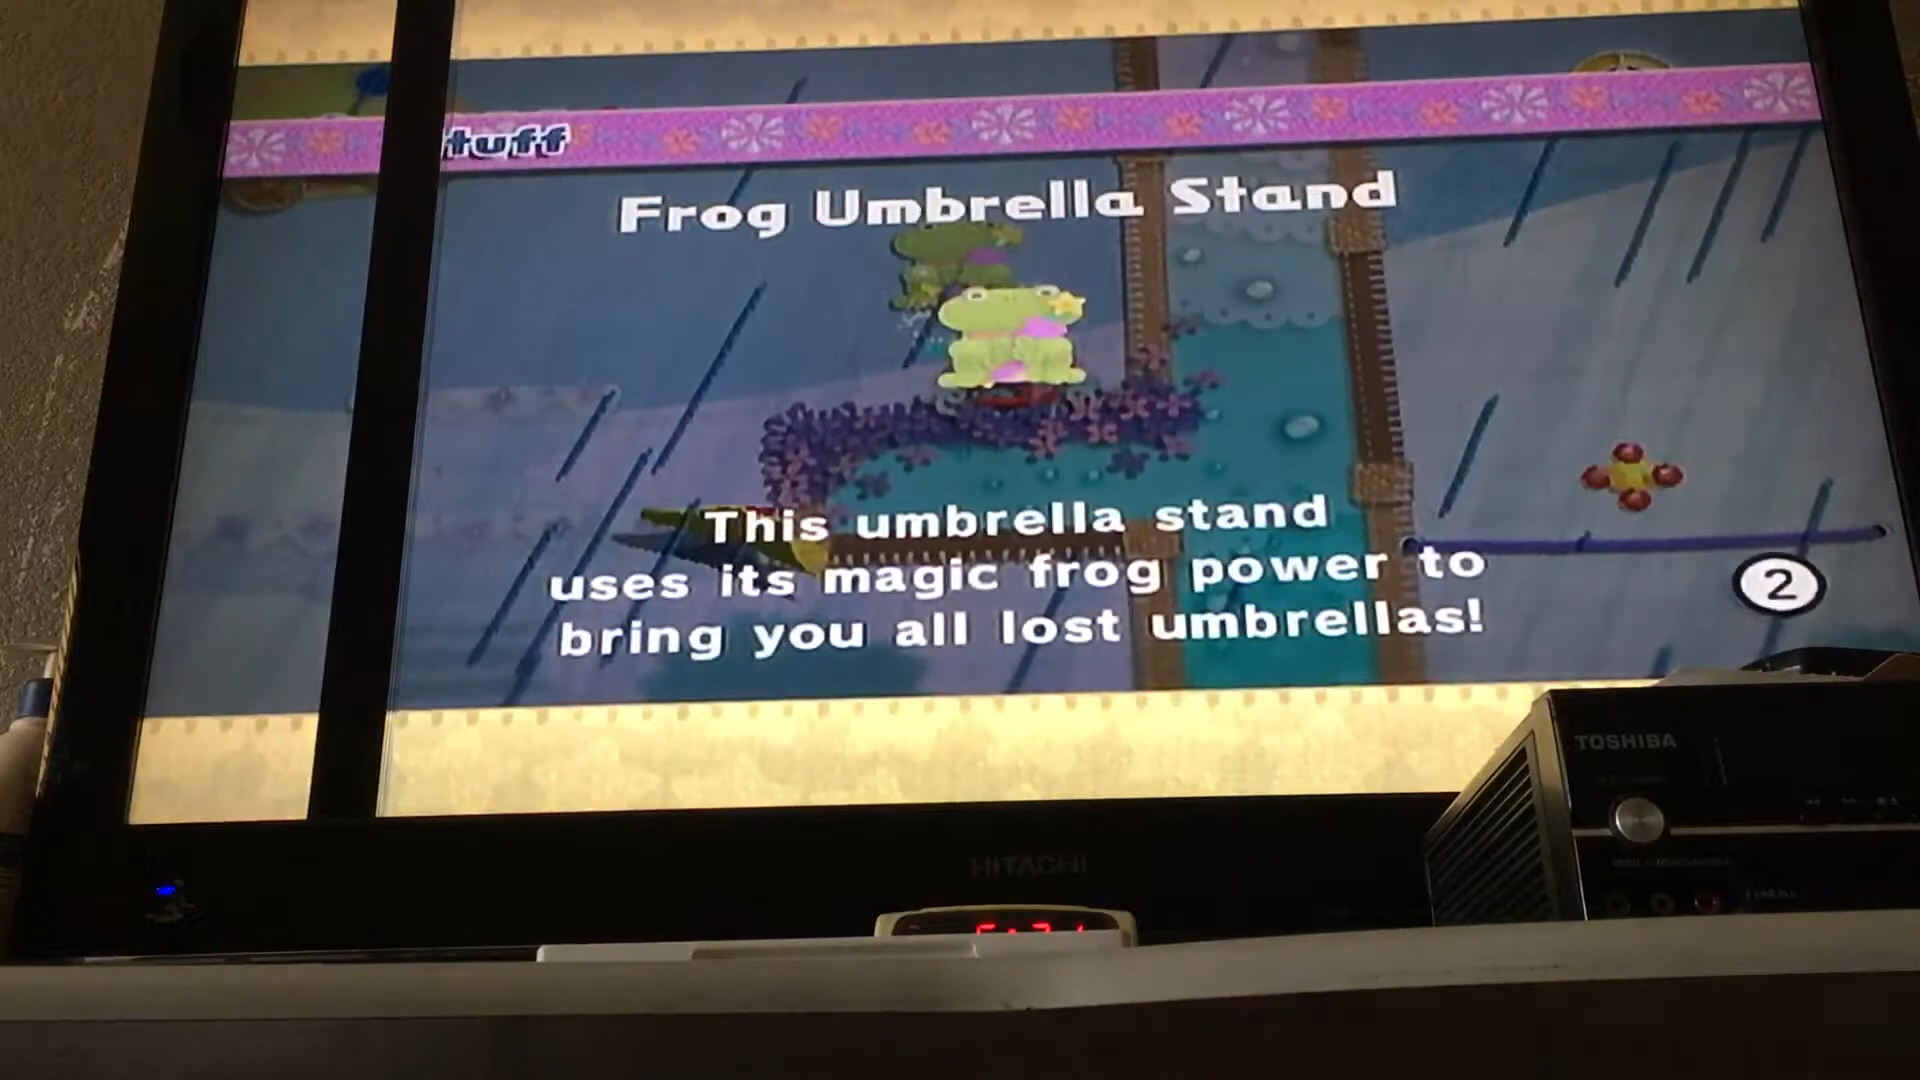 tuff
Frog Umbrella Stand
This umbrella stand
uses its magic frog power to
bring you all lost umbrellas!
2
TOSHIBA
HITACHI